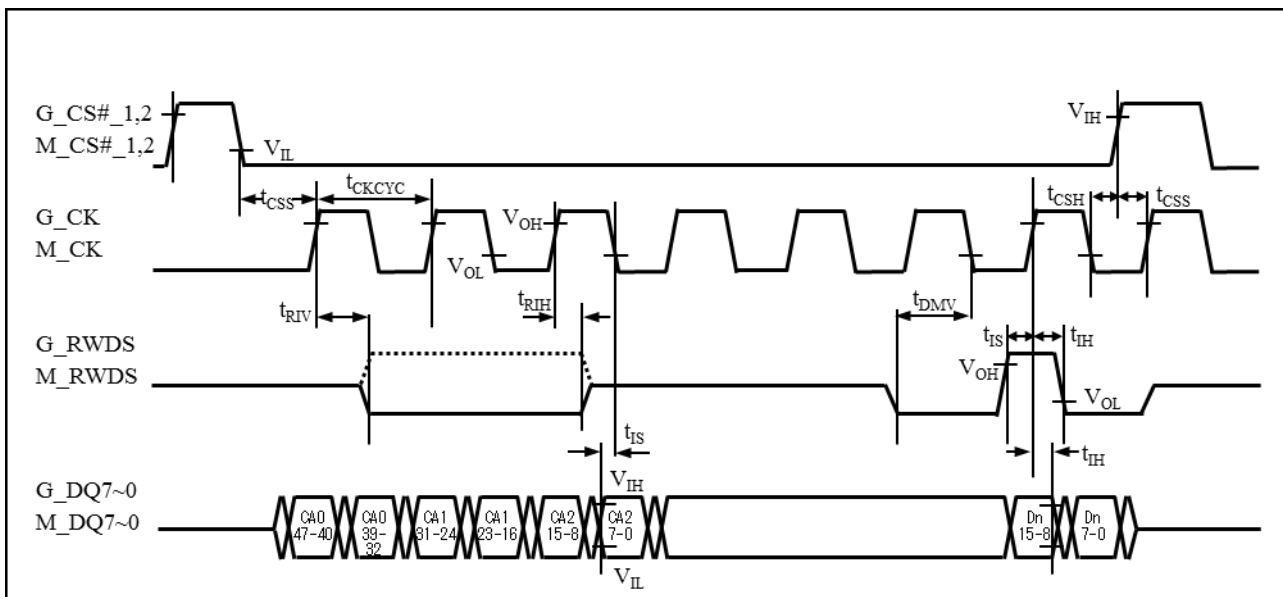 G_CS#_1,2
M_CS#_1,2
VIL
VIH
tCSS
tCKCYC
tCSH
tCSS
G_CK
M_CK
VOH
VOL
tRIV
tRIH
tDMV
tIS
tIH
G_RWDS
M_RWDS
VOH
VOL
tIS
tIH
G_DQ7~0
M_DQ7~0
VIH
VIL
CA0
47-40
CA0
39-
32
CA1
31-24
CA1
23-16
CA2
15-8
CA2
7-0
Dn
15-8
Dn
7-0